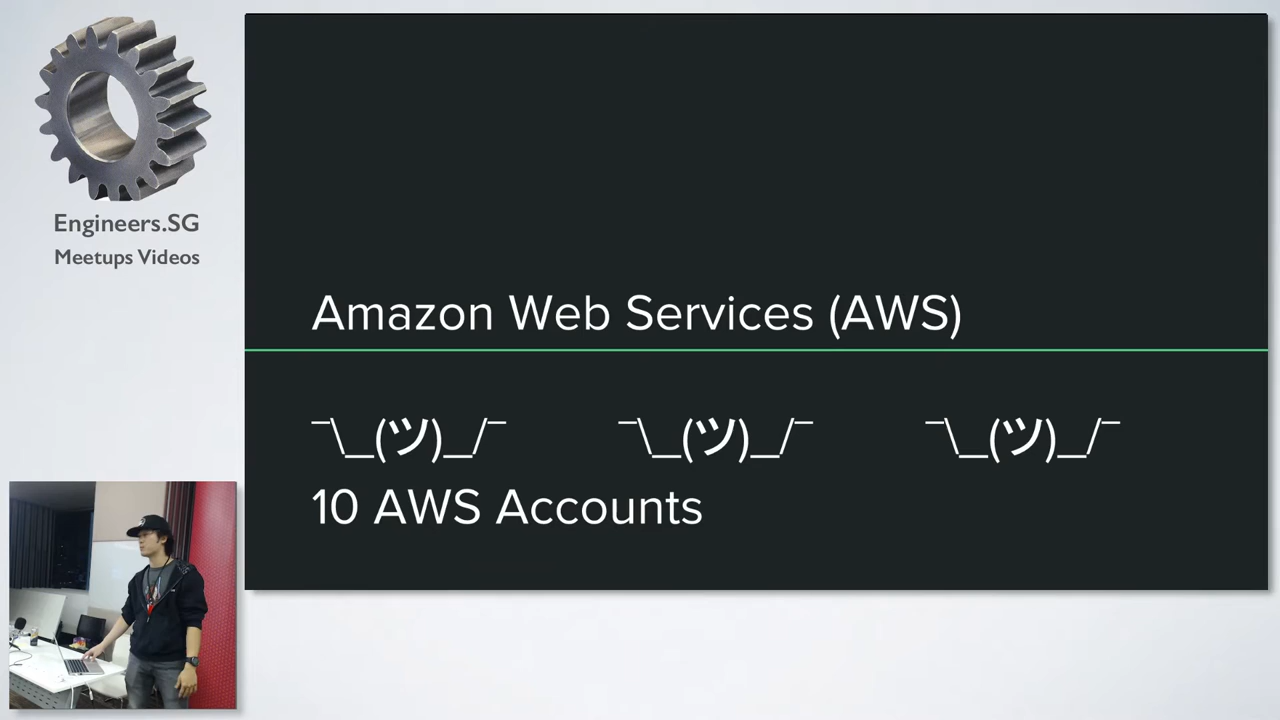 Engineers.SG
Meetups Videos
Amazon Web Services (AWS)
¯\_(ツ)_/¯ ¯\_(ツ)_/¯ ¯\_(ツ)_/¯
10 AWS Accounts